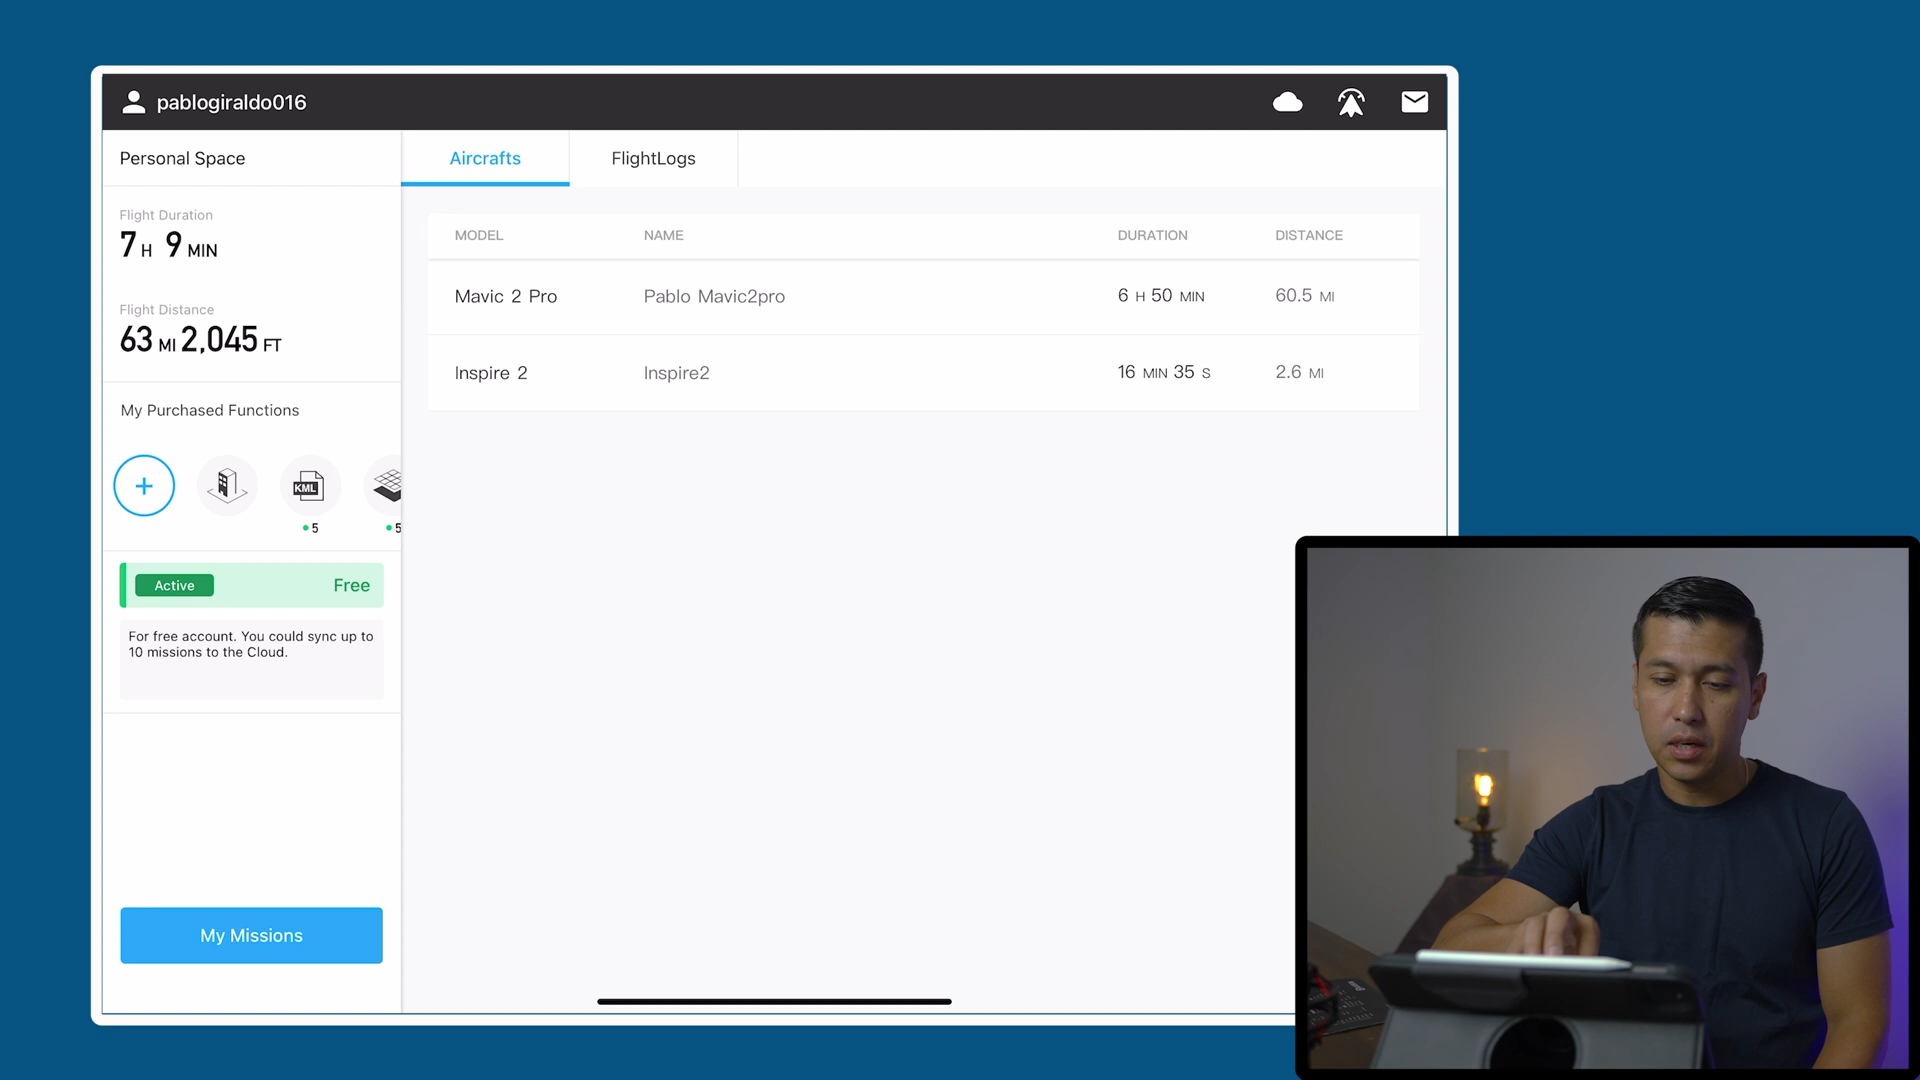 pablogiraldo016
Personal Space
Aircrafts
FlightLogs
Flight Duration
7 H 9 MIN
Flight Distance
63 MI 2,045 FT
MODEL NAME DURATION DISTANCE
Mavic 2 Pro Pablo Mavic2pro 6 H 50 MIN 60.5 MI
Inspire 2 Inspire2 16 MIN 35 S 2.6 MI
My Purchased Functions
+
KML
5
5
Active Free
For free account. You could sync up to
10 missions to the Cloud.
My Missions